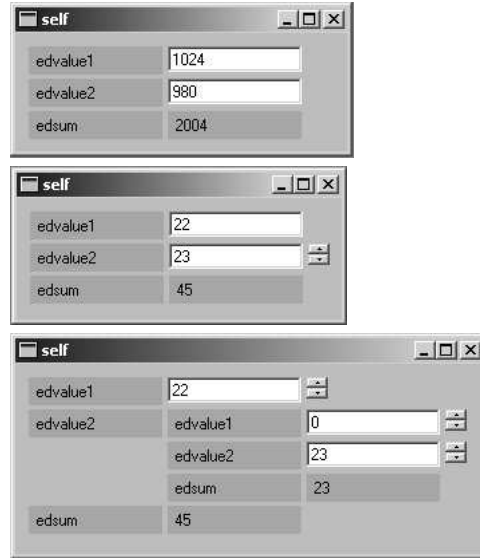 self
edvalue1 1024
edvalue2 980
edsum 2004
self
edvalue1 22
edvalue2 23
edsum 45
self
edvalue1 22
edvalue2 edvalue1 0
edvalue2 23
edsum 23
edsum 45